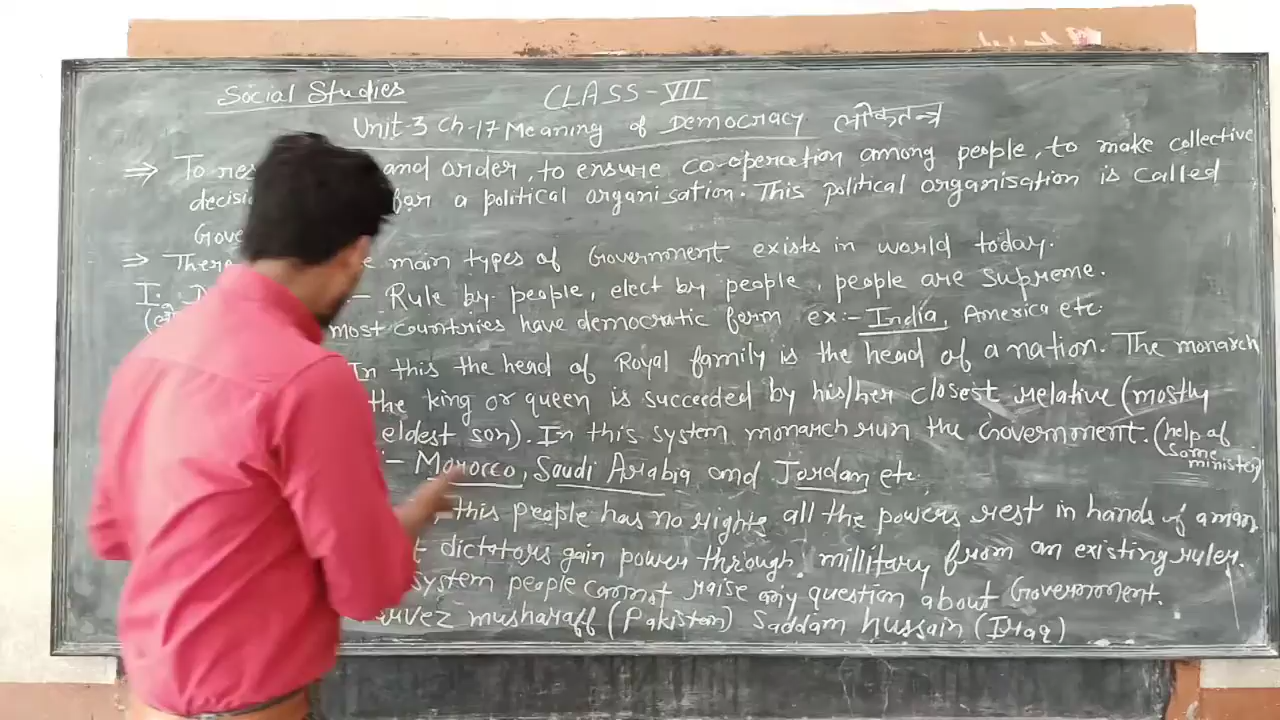 Social Studies
CLASS-VII
Unit-3 Ch-17 Meaning of Democracy लोकतन्त्र
⇒ To and order, to ensure co-opercation among people, to make collective
for a political organisation. This political organisation is called
⇒ There main types of Government exists in world today.
I. :- Rule by people, elect by people, people are supreme.
most countries have democratic form ex:- India, America etc.
In this the head of Royal family is the head of a nation. The monarch
the king or queen is succeeded by his/her closest relative (mostly
eldest son). In this system monarch run the Government. (help of some minister)
:- Morocco, Saudi Arabia and Jordan etc,
this people has no rights all the powers rest in hands of a man.
dictators gain power through millitary from an existing ruler.
system people cannot raise any question about Government.
musharaff (Pakistan) Saddam hussain (Iraq)